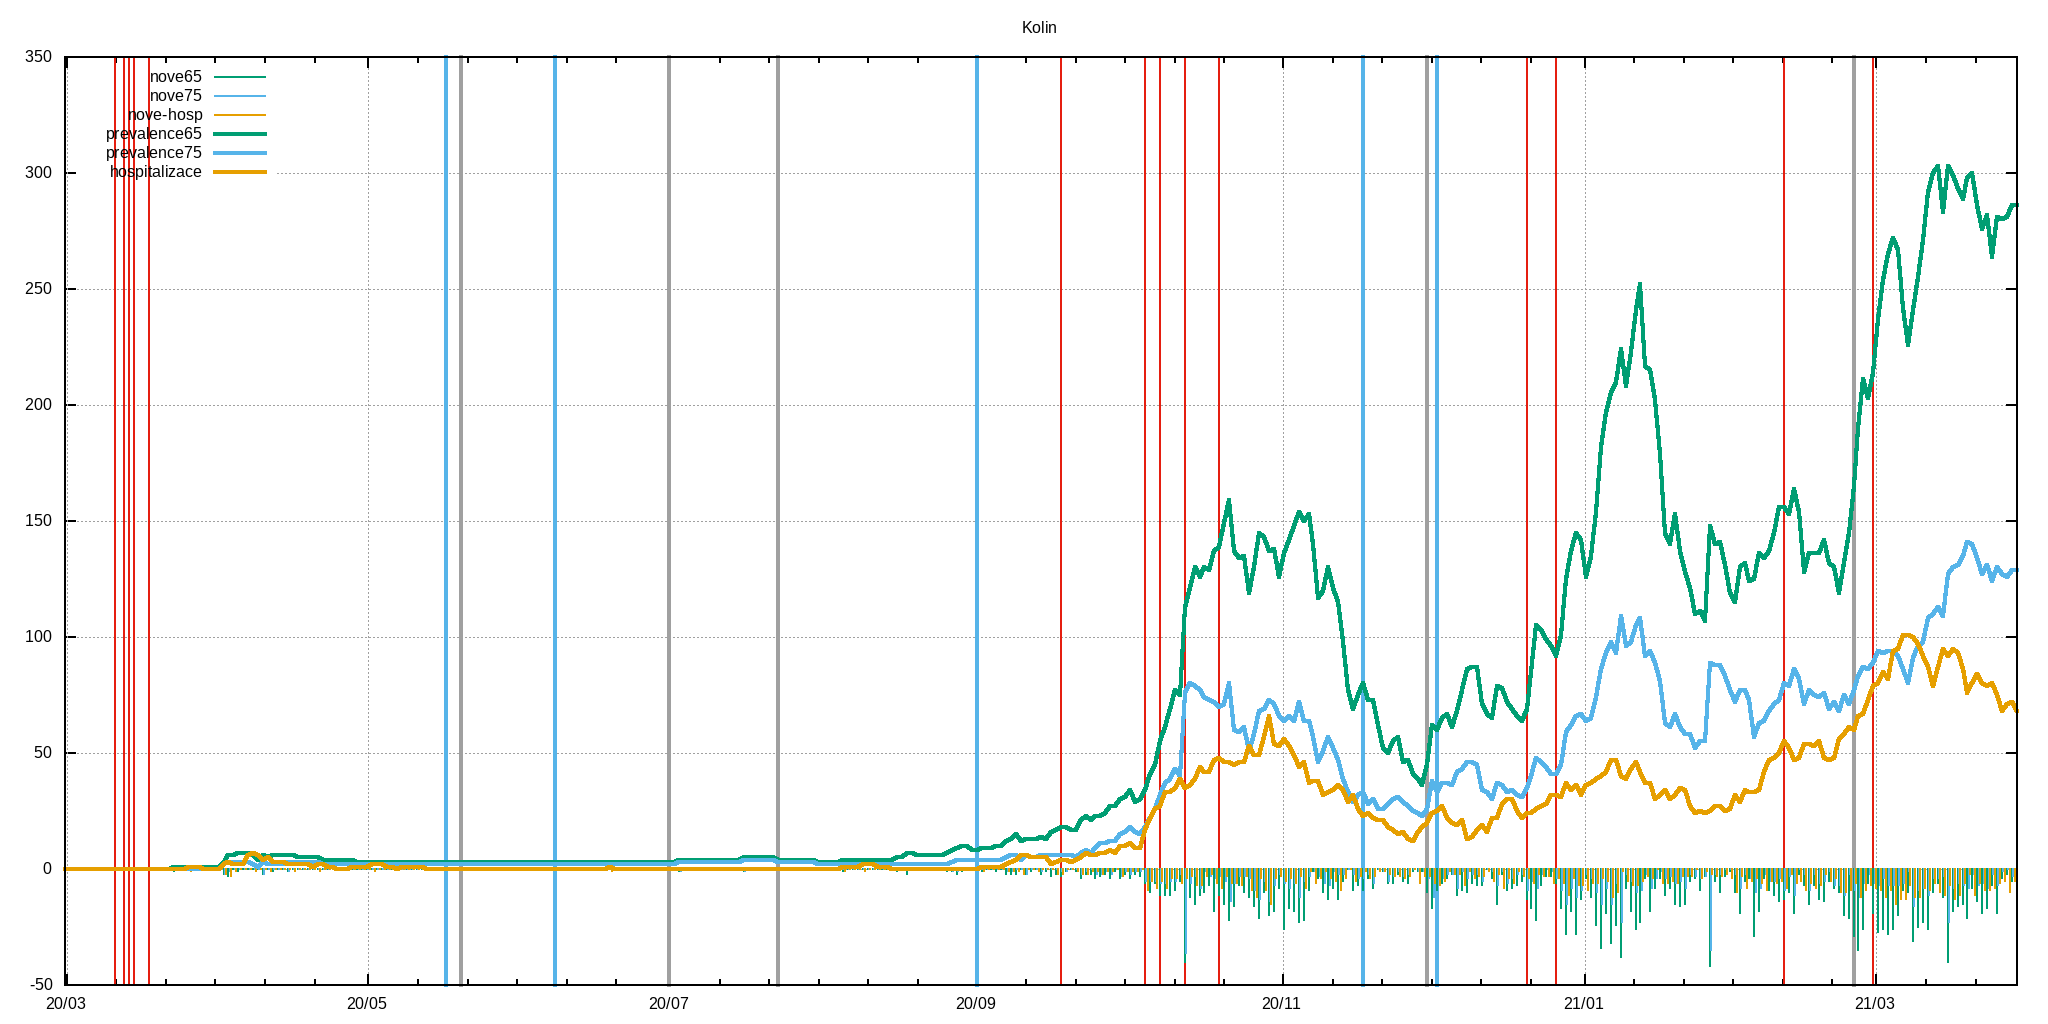 Kolin
350
nove65
nove75
nove-hosp
prevalence65
prevalence75
hospitalizace
300
250
200
150
100
50
0
-50
20/03 20/05 20/07 20/09 20/11 21/01 21/03